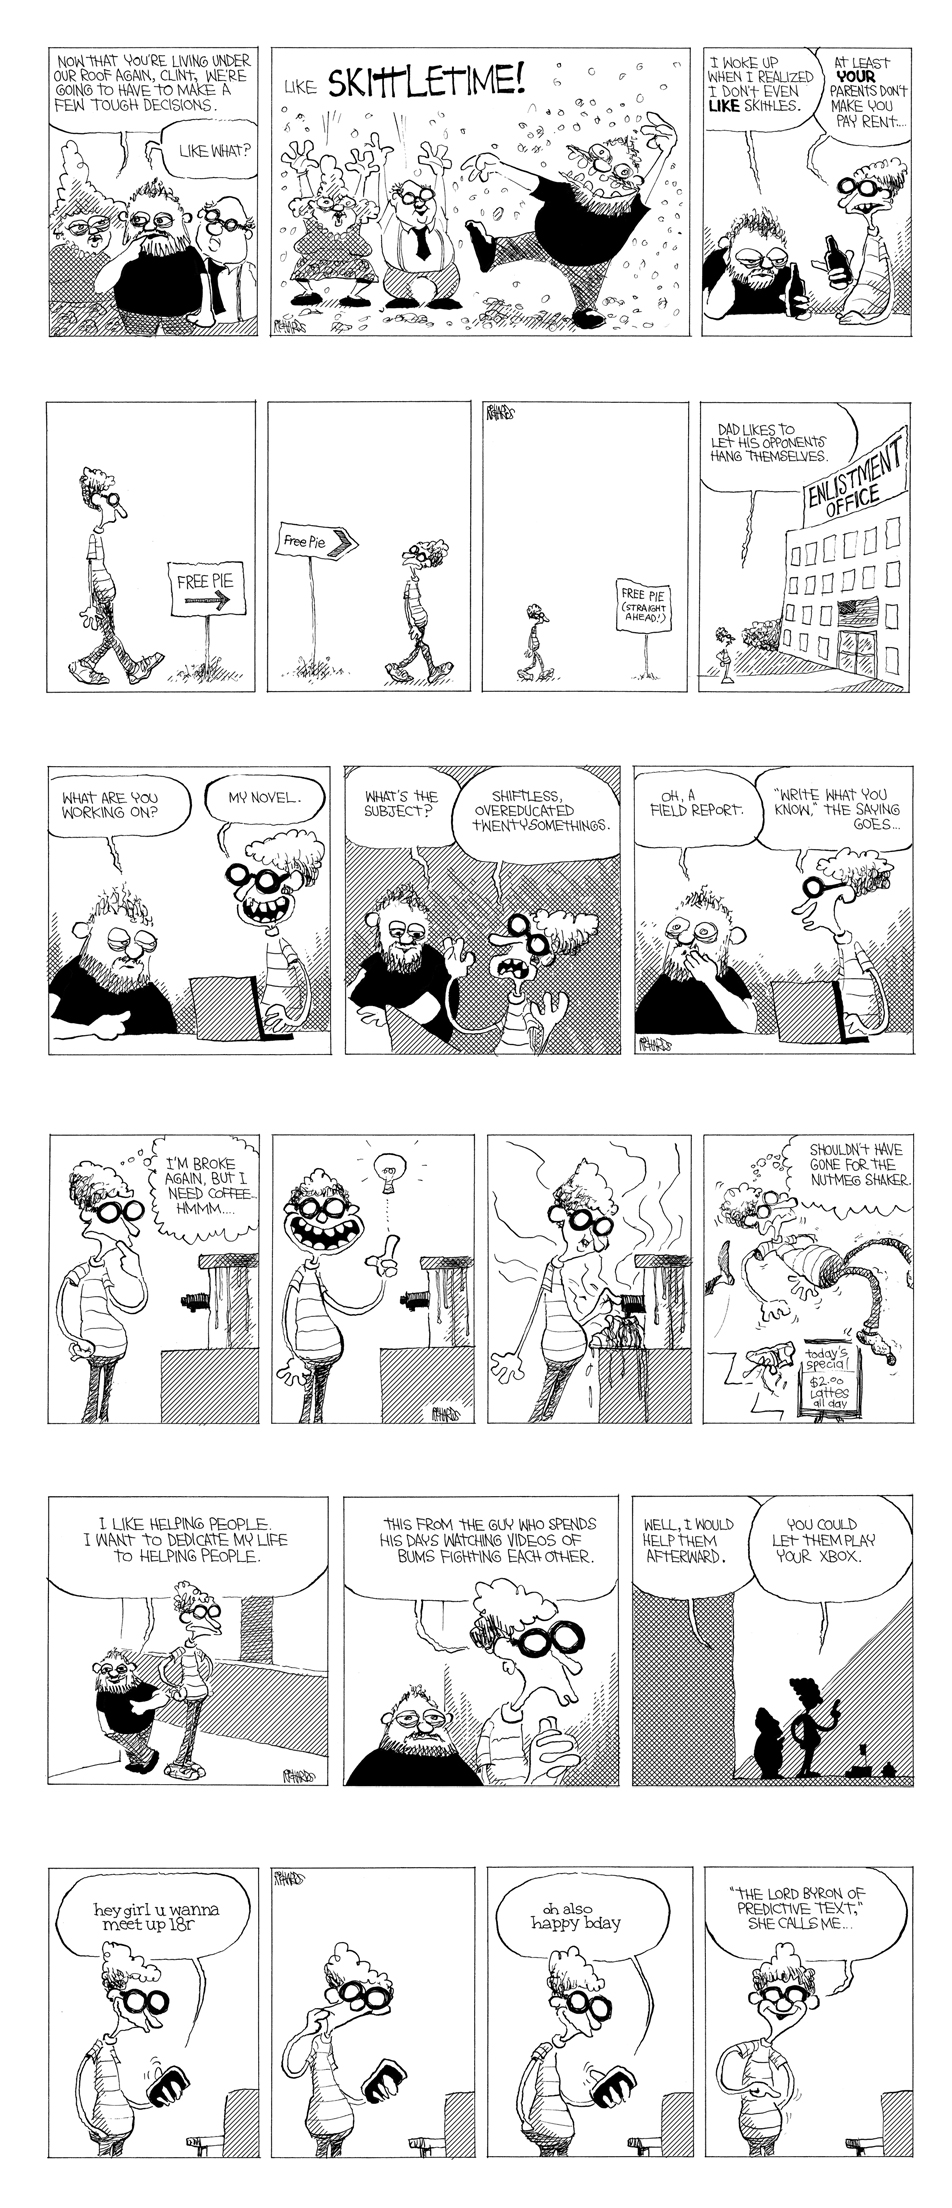 NOW THAT YOU'RE LIVING UNDER
OUR ROOF AGAIN, CLINT, WE'RE
GOING TO HAVE TO MAKE A
FEW TOUGH DECISIONS.
LIKE WHAT?
LIKE SKITTLETIME!
RICHARDS
I WOKE UP
WHEN I REALIZED
I DON'T EVEN
LIKE SKITTLES.
AT LEAST
YOUR
PARENTS DON'T
MAKE YOU
PAY RENT...
FREE PIE
Free Pie
RICHARDS
FREE PIE
(STRAIGHT
AHEAD!)
DAD LIKES TO
LET HIS OPPONENTS
HANG THEMSELVES.
ENLISTMENT
OFFICE
WHAT ARE YOU
WORKING ON?
MY NOVEL.
WHAT'S THE
SUBJECT?
SHIFTLESS,
OVEREDUCATED
TWENTYSOMETHINGS.
OH, A
FIELD REPORT.
"WRITE WHAT YOU
KNOW," THE SAYING
GOES...
RICHARDS
I'M BROKE
AGAIN, BUT I
NEED COFFEE...
HMMM....
RICHARDS
SHOULDN'T HAVE
GONE FOR THE
NUTMEG SHAKER.
today's
special
$2.00
Lattes
all day
I LIKE HELPING PEOPLE.
I WANT TO DEDICATE MY LIFE
TO HELPING PEOPLE.
RICHARDS
THIS FROM THE GUY WHO SPENDS
HIS DAYS WATCHING VIDEOS OF
BUMS FIGHTING EACH OTHER.
WELL, I WOULD
HELP THEM
AFTERWARD.
YOU COULD
LET THEM PLAY
YOUR XBOX.
hey girl u wanna
meet up l8r
RICHARDS
oh also
happy bday
"THE LORD BYRON OF
PREDICTIVE TEXT,"
SHE CALLS ME...